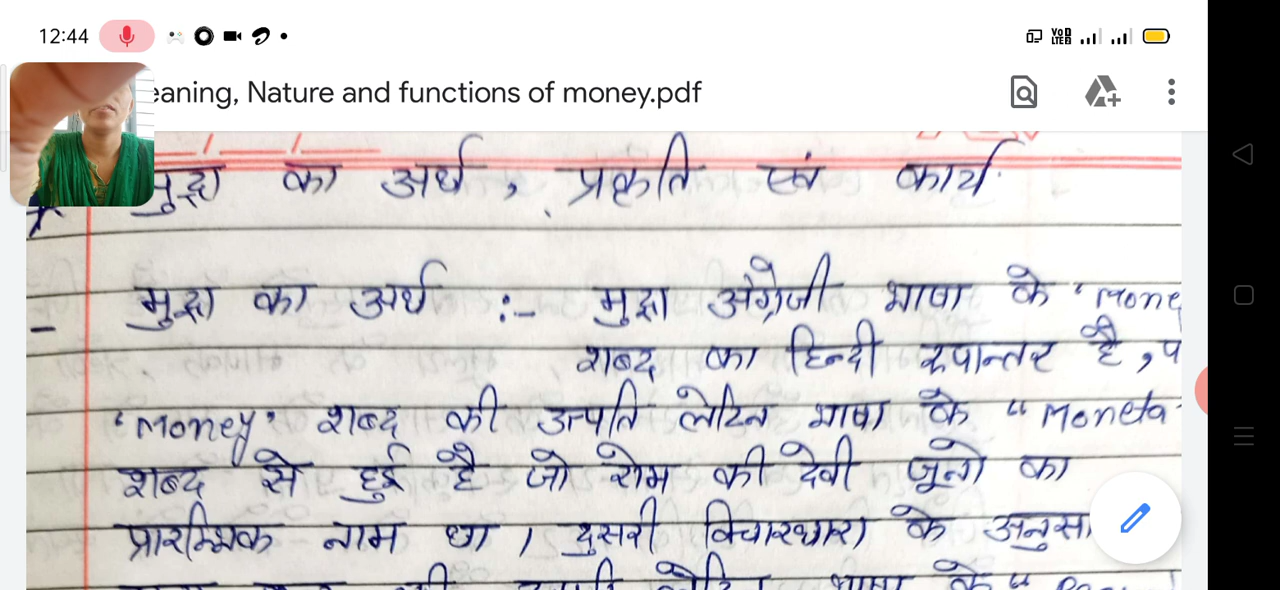 12:44
eaning, Nature and functions of money.pdf
मुद्रा का अर्थ, प्रकृति एवं कार्य.
मुद्रा का अर्थ :- मुद्रा अंग्रेजी भाषा के "Mone
शब्द का हिन्दी रुपान्तर है, प
"Money" शब्द की उत्पति लेटिन भाषा के "Moneta
शब्द से हुई है जो रोम की देवी जूनो का
प्रारम्भिक नाम था, दुसरी विचारधारा के अनुसा
भाषा के "